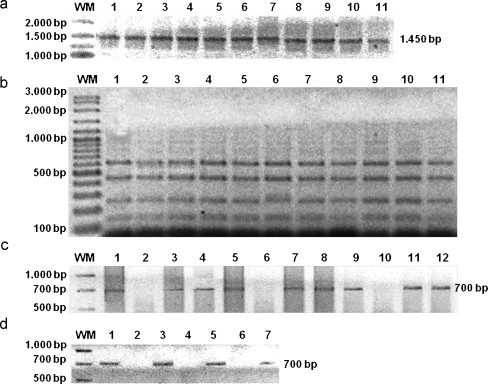 a
WM 1 2 3 4 5 6 7 8 9 10 11
2.000 bp
1.500 bp
1.450 bp
1.000 bp
b
WM 1 2 3 4 5 6 7 8 9 10 11
3.000 bp
2.000 bp
1.000 bp
500 bp
100 bp
c
WM 1 2 3 4 5 6 7 8 9 10 11 12
1.000 bp
700 bp
700 bp
500 bp
d
WM 1 2 3 4 5 6 7
1.000 bp
700 bp
700 bp
500 bp